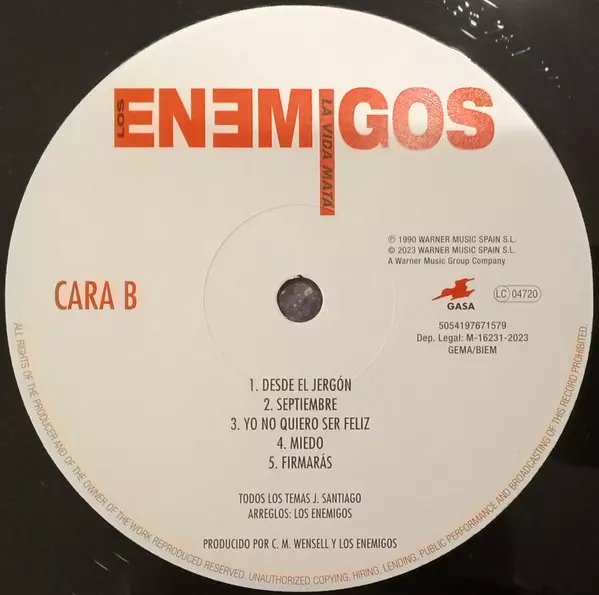 LOS ENEMIGOS
LA VIDA MATA
℗ 1990 WARNER MUSIC SPAIN S.L.
© 2023 WARNER MUSIC SPAIN S.L.
A Warner Music Group Company
CARA B
GASA
LC 04720
5054197671579
Dep. Legal: M-16231-2023
GEMA/BIEM
1. DESDE EL JERGÓN
2. SEPTIEMBRE
3. YO NO QUIERO SER FELIZ
4. MIEDO
5. FIRMARÁS
TODOS LOS TEMAS J. SANTIAGO
ARREGLOS: LOS ENEMIGOS
PRODUCIDO POR C. M. WENSELL Y LOS ENEMIGOS
ALL RIGHTS OF THE PRODUCER AND OF THE OWNER OF THE WORK REPRODUCED RESERVED. UNAUTHORIZED COPYING, HIRING, LENDING, PUBLIC PERFORMANCE AND BROADCASTING OF THIS RECORD PROHIBITED.